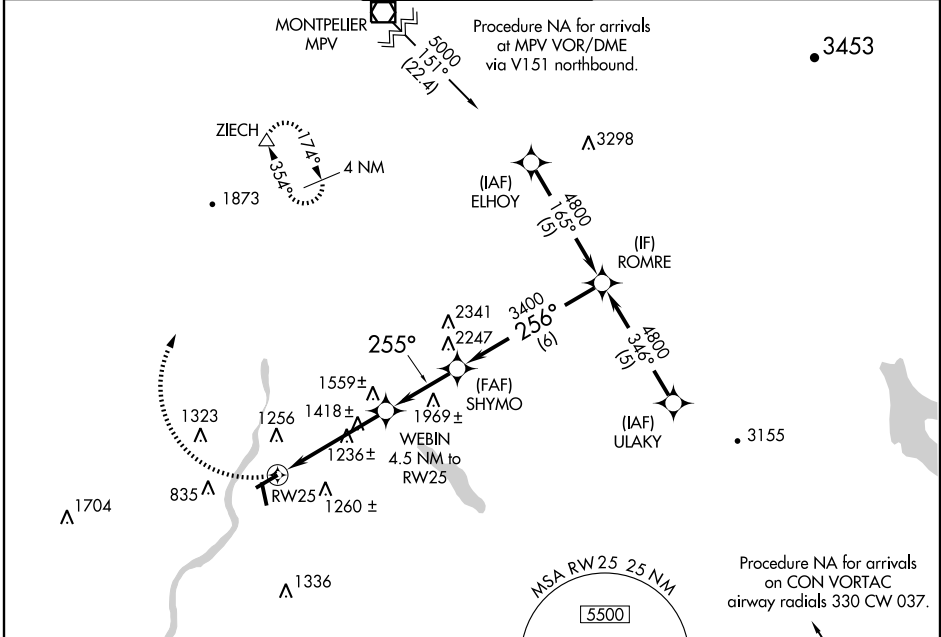 MONTPELIER
MPV
5000
151°
(22.4)
Procedure NA for arrivals
at MPV VOR/DME
via V151 northbound.
3453
ZIECH
174°
354°
4 NM
1873
3298
(IAF)
ELHOY
4800
165°
(5)
(IF)
ROMRE
3400
256°
(6)
4800
346°
(5)
(IAF)
ULAKY
3155
2341
2247
255°
(FAF)
SHYMO
1559±
1418 ±
1969 ±
1236 ±
WEBIN
4.5 NM to
RW25
1323
1256
835
RW25
1260 ±
1704
1336
MSA RW 25 25 NM
5500
Procedure NA for arrivals
on CON VORTAC
airway radials 330 CW 037.